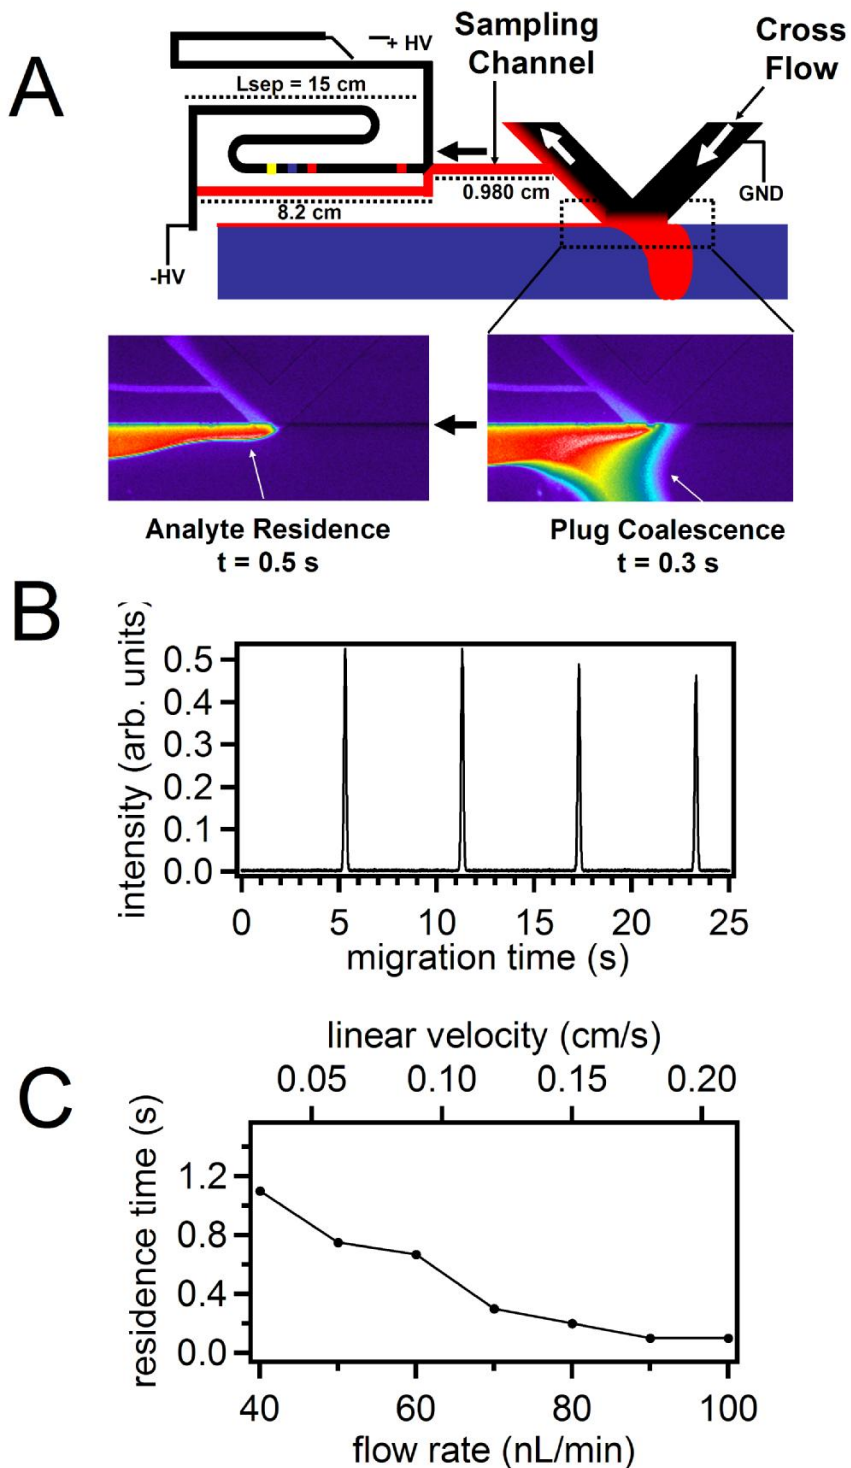 A
Sampling
Channel
Cross
Flow
+ HV
Lsep = 15 cm
0.980 cm
GND
8.2 cm
-HV
Analyte Residence
t = 0.5 s
Plug Coalescence
t = 0.3 s
B
intensity (arb. units)
0.5
0.4
0.3
0.2
0.1
0.0
0 5 10 15 20 25
migration time (s)
C
linear velocity (cm/s)
0.05 0.10 0.15 0.20
residence time (s)
1.2
0.8
0.4
0.0
40 60 80 100
flow rate (nL/min)